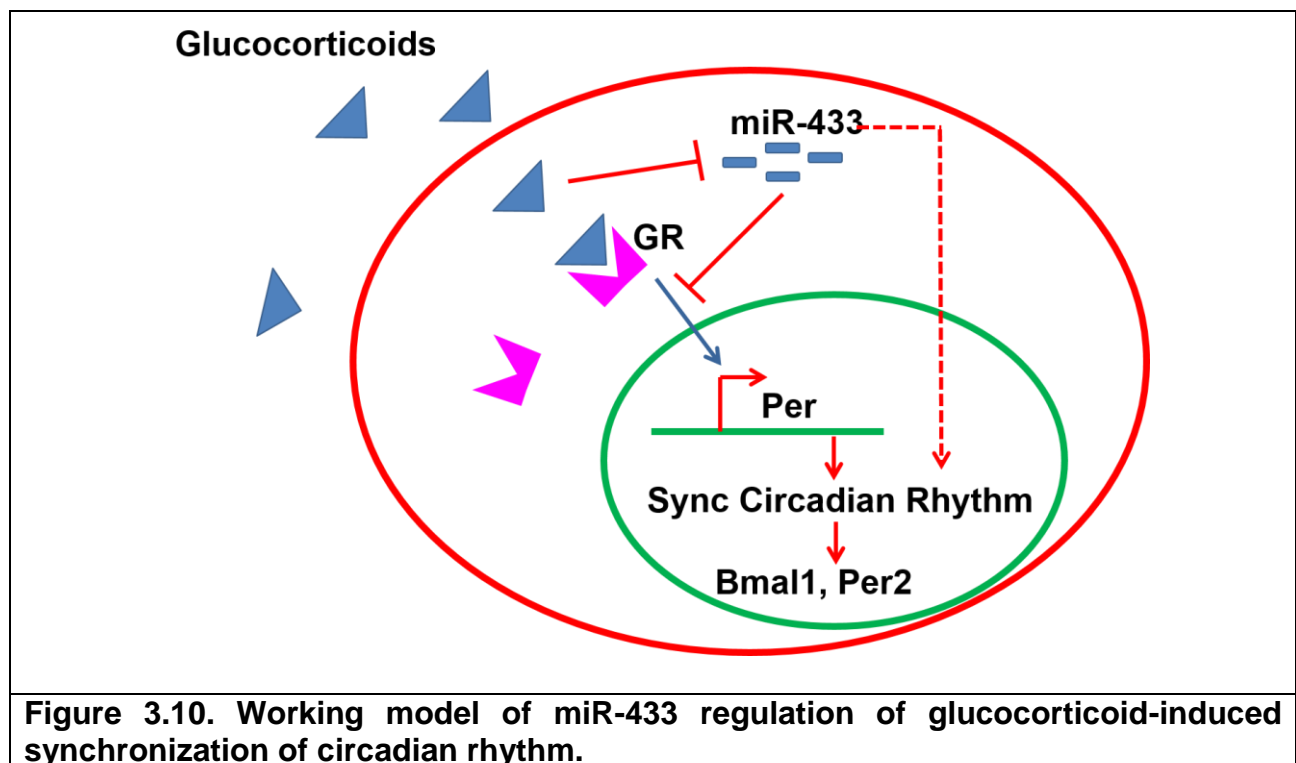 Glucocorticoids
miR-433
GR
Per
Sync Circadian Rhythm
Bmal1, Per2
Figure 3.10. Working model of miR-433 regulation of glucocorticoid-induced
synchronization of circadian rhythm.